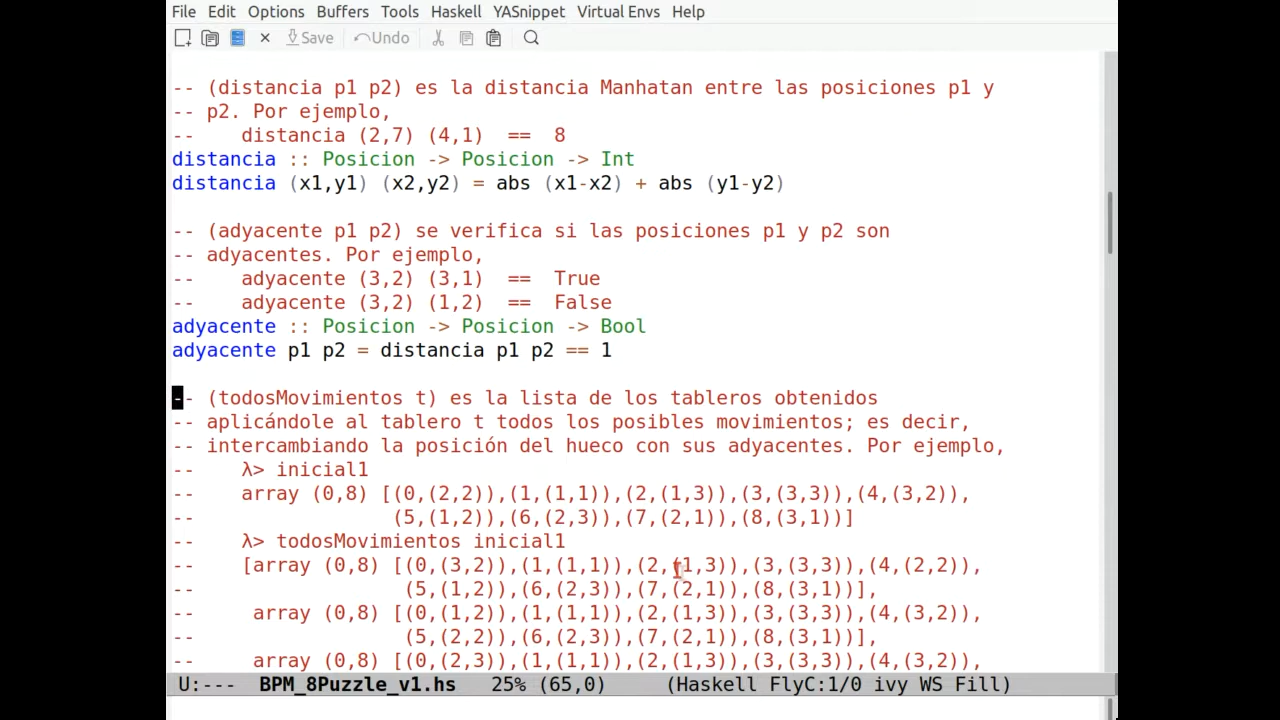 File Edit Options Buffers Tools Haskell YASnippet Virtual Envs Help
Save Undo
-- (distancia p1 p2) es la distancia Manhatan entre las posiciones p1 y
-- p2. Por ejemplo,
--    distancia (2,7) (4,1)  ==  8
distancia :: Posicion -> Posicion -> Int
distancia (x1,y1) (x2,y2) = abs (x1-x2) + abs (y1-y2)
-- (adyacente p1 p2) se verifica si las posiciones p1 y p2 son
-- adyacentes. Por ejemplo,
--    adyacente (3,2) (3,1)  ==  True
--    adyacente (3,2) (1,2)  ==  False
adyacente :: Posicion -> Posicion -> Bool
adyacente p1 p2 = distancia p1 p2 == 1
-- (todosMovimientos t) es la lista de los tableros obtenidos
-- aplicándole al tablero t todos los posibles movimientos; es decir,
-- intercambiando la posición del hueco con sus adyacentes. Por ejemplo,
--    λ> inicial1
--    array (0,8) [(0,(2,2)),(1,(1,1)),(2,(1,3)),(3,(3,3)),(4,(3,2)),
--                 (5,(1,2)),(6,(2,3)),(7,(2,1)),(8,(3,1))]
--    λ> todosMovimientos inicial1
--    [array (0,8) [(0,(3,2)),(1,(1,1)),(2,(1,3)),(3,(3,3)),(4,(2,2)),
--                  (5,(1,2)),(6,(2,3)),(7,(2,1)),(8,(3,1))],
--     array (0,8) [(0,(1,2)),(1,(1,1)),(2,(1,3)),(3,(3,3)),(4,(3,2)),
--                  (5,(2,2)),(6,(2,3)),(7,(2,1)),(8,(3,1))],
--     array (0,8) [(0,(2,3)),(1,(1,1)),(2,(1,3)),(3,(3,3)),(4,(3,2)),
U:---  BPM_8Puzzle_v1.hs   25% (65,0)     (Haskell FlyC:1/0 ivy WS Fill)